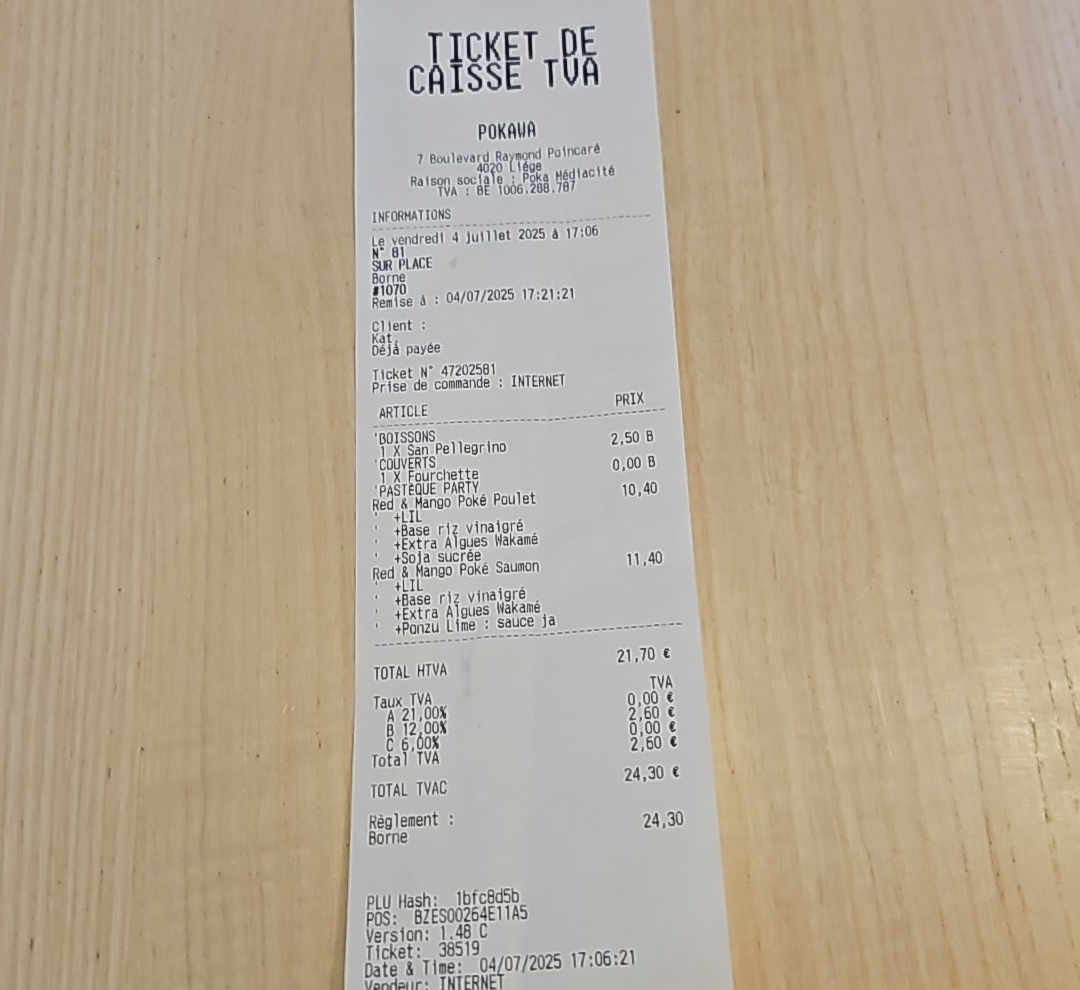 TICKET DE
CAISSE TVA
POKAWA
7 Boulevard Raymond Poincaré
4020 Liége
Raison sociale : Poka Médiacité
TVA : BE 1006.288.787
INFORMATIONS
Le vendredi 4 juillet 2025 à 17:06
N° 81
SUR PLACE
Borne
#1070
Remise à : 04/07/2025 17:21:21
Client :
Kat
Déjà payée
Ticket N° 47202581
Prise de commande : INTERNET
ARTICLE PRIX
'BOISSONS
1 X San Pellegrino 2,50 B
'COUVERTS
1 X Fourchette 0,00 B
'PASTÈQUE PARTY
Red & Mango Poké Poulet 10,40
' +LIL
' +Base riz vinaigré
' +Extra Algues Wakamé
' +Soja sucrée
Red & Mango Poké Saumon 11,40
' +LIL
' +Base riz vinaigré
' +Extra Algues Wakamé
' +Ponzu Lime : sauce ja
TOTAL HTVA 21,70 €
Taux TVA TVA
A 21,00% 0,00 €
B 12,00% 2,60 €
C 6,00% 0,00 €
Total TVA 2,60 €
TOTAL TVAC 24,30 €
Règlement :
Borne 24,30
PLU Hash: 1bfc8d5b
POS: BZES00264E11A5
Version: 1.48 C
Ticket: 38519
Date & Time: 04/07/2025 17:06:21
Vendeur: INTERNET